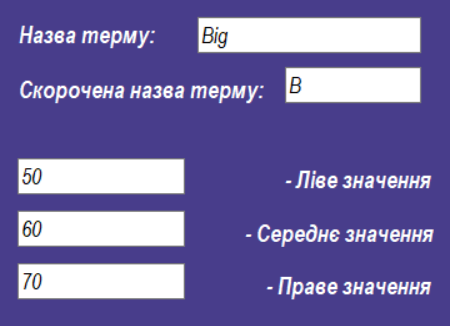 Назва терму: Big
Скорочена назва терму: B
50 - Ліве значення
60 - Середнє значення
70 - Праве значення